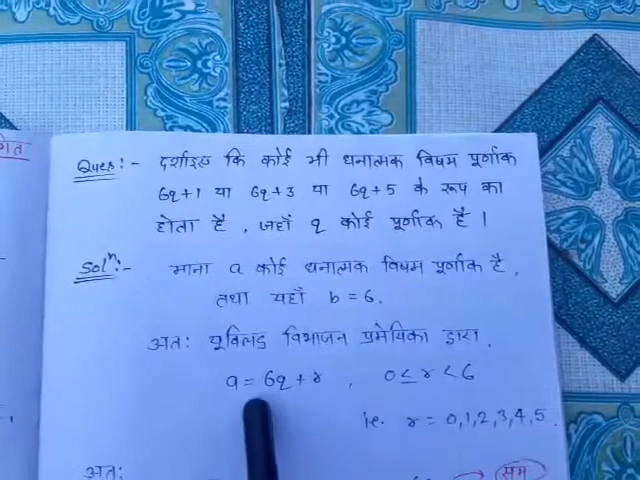 गित
Ques:- दर्शाइए कि कोई भी धनात्मक विषम पूर्णांक
6q+1 या 6q+3 या 6q+5 के रूप का
होता है, जहाँ q कोई पूर्णांक है।
Solⁿ:- माना a कोई धनात्मक विषम पूर्णांक है,
तथा यहाँ b = 6.
अतः यूक्लिड विभाजन प्रमेयिका द्वारा,
a = 6q + r , 0 ≤ r < 6
i.e. r = 0,1,2,3,4,5.
अतः
सम